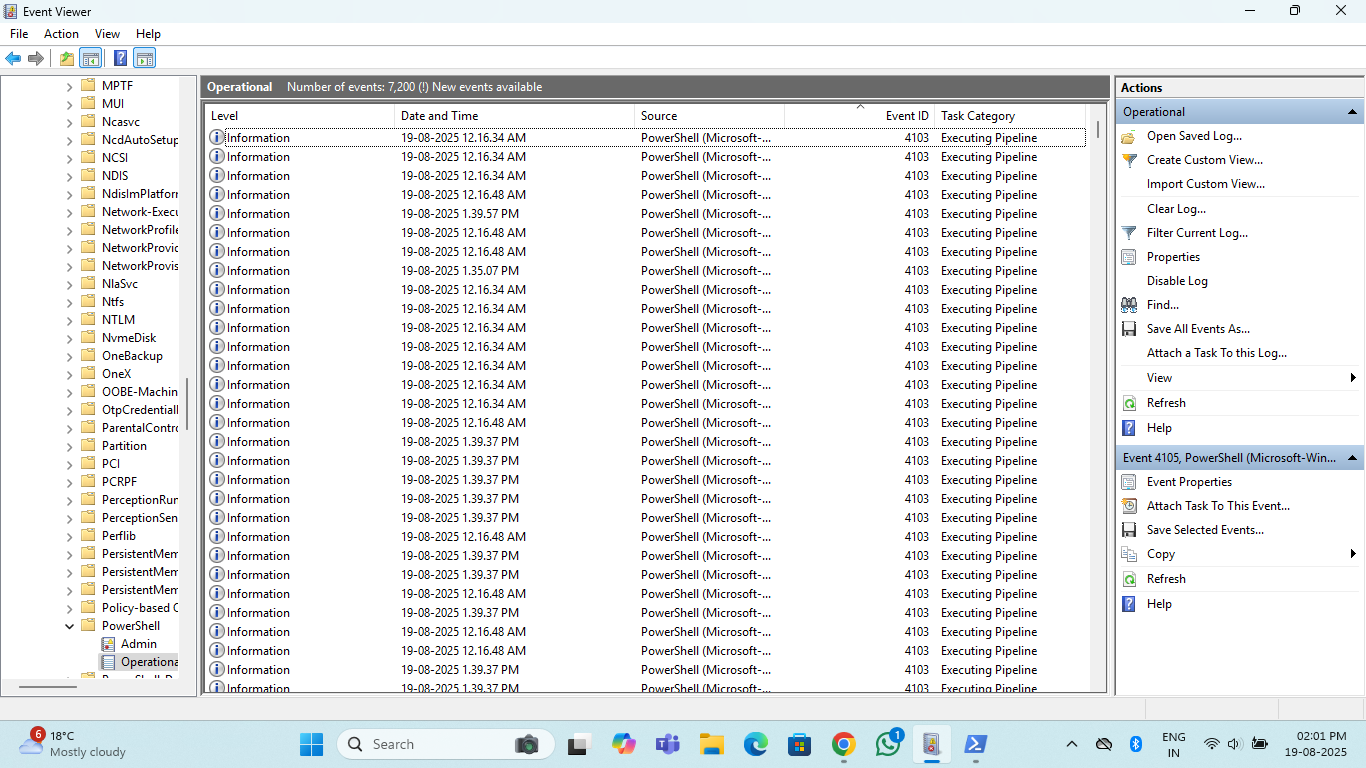 Event Viewer
File Action View Help
MPTF
MUI
Ncasvc
NcdAutoSetup
NCSI
NDIS
NdisImPlatforr
Network-Execu
NetworkProfile
NetworkProvic
NetworkProvis
NlaSvc
Ntfs
NTLM
NvmeDisk
OneBackup
OneX
OOBE-Machin
OtpCredentiall
ParentalContro
Partition
PCI
PCRPF
PerceptionRun
PerceptionSen
Perflib
PersistentMem
PersistentMem
PersistentMem
Policy-based C
PowerShell
Admin
Operationa
Operational Number of events: 7,200 (!) New events available
Level Date and Time Source Event ID Task Category
Information 19-08-2025 12.16.34 AM PowerShell (Microsoft-... 4103 Executing Pipeline
Information 19-08-2025 12.16.34 AM PowerShell (Microsoft-... 4103 Executing Pipeline
Information 19-08-2025 12.16.34 AM PowerShell (Microsoft-... 4103 Executing Pipeline
Information 19-08-2025 12.16.48 AM PowerShell (Microsoft-... 4103 Executing Pipeline
Information 19-08-2025 1.39.57 PM PowerShell (Microsoft-... 4103 Executing Pipeline
Information 19-08-2025 12.16.48 AM PowerShell (Microsoft-... 4103 Executing Pipeline
Information 19-08-2025 12.16.48 AM PowerShell (Microsoft-... 4103 Executing Pipeline
Information 19-08-2025 1.35.07 PM PowerShell (Microsoft-... 4103 Executing Pipeline
Information 19-08-2025 12.16.34 AM PowerShell (Microsoft-... 4103 Executing Pipeline
Information 19-08-2025 12.16.34 AM PowerShell (Microsoft-... 4103 Executing Pipeline
Information 19-08-2025 12.16.34 AM PowerShell (Microsoft-... 4103 Executing Pipeline
Information 19-08-2025 12.16.34 AM PowerShell (Microsoft-... 4103 Executing Pipeline
Information 19-08-2025 12.16.34 AM PowerShell (Microsoft-... 4103 Executing Pipeline
Information 19-08-2025 12.16.34 AM PowerShell (Microsoft-... 4103 Executing Pipeline
Information 19-08-2025 12.16.34 AM PowerShell (Microsoft-... 4103 Executing Pipeline
Information 19-08-2025 12.16.48 AM PowerShell (Microsoft-... 4103 Executing Pipeline
Information 19-08-2025 1.39.37 PM PowerShell (Microsoft-... 4103 Executing Pipeline
Information 19-08-2025 1.39.37 PM PowerShell (Microsoft-... 4103 Executing Pipeline
Information 19-08-2025 1.39.37 PM PowerShell (Microsoft-... 4103 Executing Pipeline
Information 19-08-2025 1.39.37 PM PowerShell (Microsoft-... 4103 Executing Pipeline
Information 19-08-2025 1.39.37 PM PowerShell (Microsoft-... 4103 Executing Pipeline
Information 19-08-2025 12.16.48 AM PowerShell (Microsoft-... 4103 Executing Pipeline
Information 19-08-2025 1.39.37 PM PowerShell (Microsoft-... 4103 Executing Pipeline
Information 19-08-2025 1.39.37 PM PowerShell (Microsoft-... 4103 Executing Pipeline
Information 19-08-2025 12.16.48 AM PowerShell (Microsoft-... 4103 Executing Pipeline
Information 19-08-2025 1.39.37 PM PowerShell (Microsoft-... 4103 Executing Pipeline
Information 19-08-2025 12.16.48 AM PowerShell (Microsoft-... 4103 Executing Pipeline
Information 19-08-2025 12.16.48 AM PowerShell (Microsoft-... 4103 Executing Pipeline
Information 19-08-2025 1.39.37 PM PowerShell (Microsoft-... 4103 Executing Pipeline
Information 19-08-2025 1.39.37 PM PowerShell (Microsoft-... 4103 Executing Pipeline
Actions
Operational
Open Saved Log...
Create Custom View...
Import Custom View...
Clear Log...
Filter Current Log...
Properties
Disable Log
Find...
Save All Events As...
Attach a Task To this Log...
View
Refresh
Help
Event 4105, PowerShell (Microsoft-Win...
Event Properties
Attach Task To This Event...
Save Selected Events...
Copy
Refresh
Help
6
18°C
Mostly cloudy
Search
1
ENG
IN
02:01 PM
19-08-2025